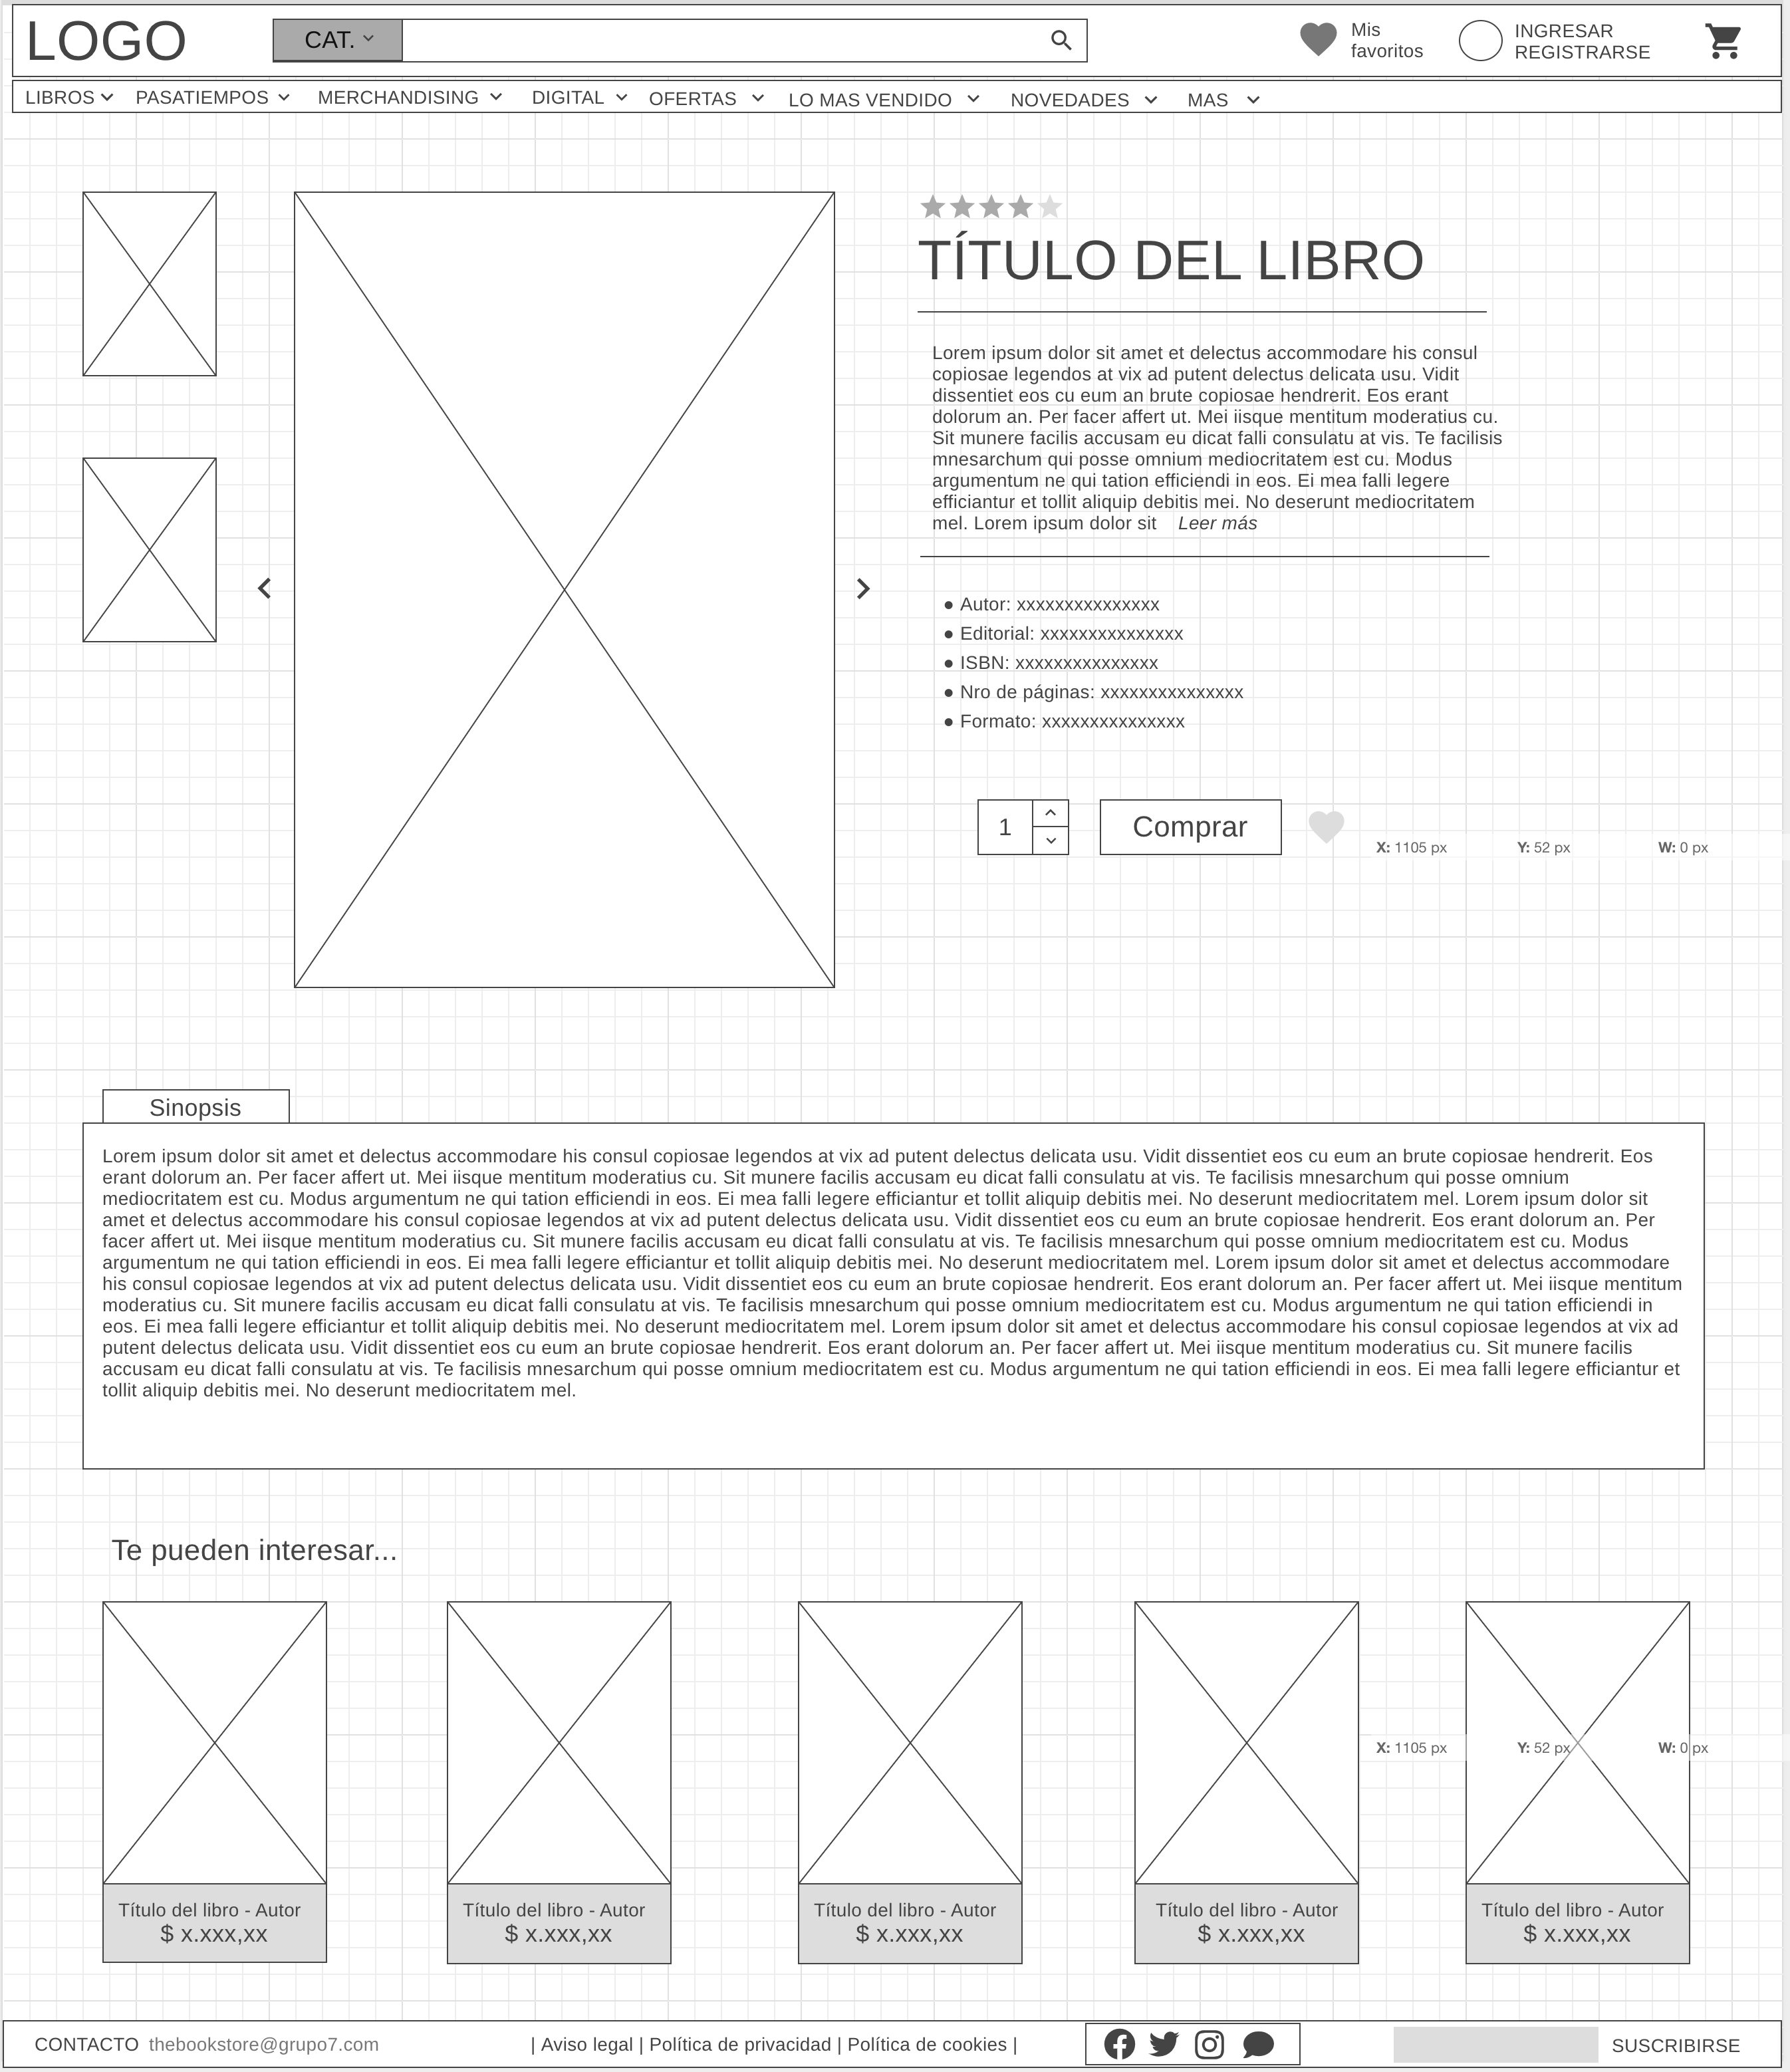 LOGO
CAT.
Mis
favoritos
INGRESAR
REGISTRARSE
LIBROS PASATIEMPOS MERCHANDISING DIGITAL OFERTAS LO MAS VENDIDO NOVEDADES MAS
TÍTULO DEL LIBRO
Lorem ipsum dolor sit amet et delectus accommodare his consul
copiosae legendos at vix ad putent delectus delicata usu. Vidit
dissentiet eos cu eum an brute copiosae hendrerit. Eos erant
dolorum an. Per facer affert ut. Mei iisque mentitum moderatius cu.
Sit munere facilis accusam eu dicat falli consulatu at vis. Te facilisis
mnesarchum qui posse omnium mediocritatem est cu. Modus
argumentum ne qui tation efficiendi in eos. Ei mea falli legere
efficiantur et tollit aliquip debitis mei. No deserunt mediocritatem
mel. Lorem ipsum dolor sit Leer más
● Autor: xxxxxxxxxxxxxxx
● Editorial: xxxxxxxxxxxxxxx
● ISBN: xxxxxxxxxxxxxxx
● Nro de páginas: xxxxxxxxxxxxxxx
● Formato: xxxxxxxxxxxxxxx
1 Comprar
X: 1105 px Y: 52 px W: 0 px
Sinopsis
Lorem ipsum dolor sit amet et delectus accommodare his consul copiosae legendos at vix ad putent delectus delicata usu. Vidit dissentiet eos cu eum an brute copiosae hendrerit. Eos
erant dolorum an. Per facer affert ut. Mei iisque mentitum moderatius cu. Sit munere facilis accusam eu dicat falli consulatu at vis. Te facilisis mnesarchum qui posse omnium
mediocritatem est cu. Modus argumentum ne qui tation efficiendi in eos. Ei mea falli legere efficiantur et tollit aliquip debitis mei. No deserunt mediocritatem mel. Lorem ipsum dolor sit
amet et delectus accommodare his consul copiosae legendos at vix ad putent delectus delicata usu. Vidit dissentiet eos cu eum an brute copiosae hendrerit. Eos erant dolorum an. Per
facer affert ut. Mei iisque mentitum moderatius cu. Sit munere facilis accusam eu dicat falli consulatu at vis. Te facilisis mnesarchum qui posse omnium mediocritatem est cu. Modus
argumentum ne qui tation efficiendi in eos. Ei mea falli legere efficiantur et tollit aliquip debitis mei. No deserunt mediocritatem mel. Lorem ipsum dolor sit amet et delectus accommodare
his consul copiosae legendos at vix ad putent delectus delicata usu. Vidit dissentiet eos cu eum an brute copiosae hendrerit. Eos erant dolorum an. Per facer affert ut. Mei iisque mentitum
moderatius cu. Sit munere facilis accusam eu dicat falli consulatu at vis. Te facilisis mnesarchum qui posse omnium mediocritatem est cu. Modus argumentum ne qui tation efficiendi in
eos. Ei mea falli legere efficiantur et tollit aliquip debitis mei. No deserunt mediocritatem mel. Lorem ipsum dolor sit amet et delectus accommodare his consul copiosae legendos at vix ad
putent delectus delicata usu. Vidit dissentiet eos cu eum an brute copiosae hendrerit. Eos erant dolorum an. Per facer affert ut. Mei iisque mentitum moderatius cu. Sit munere facilis
accusam eu dicat falli consulatu at vis. Te facilisis mnesarchum qui posse omnium mediocritatem est cu. Modus argumentum ne qui tation efficiendi in eos. Ei mea falli legere efficiantur et
tollit aliquip debitis mei. No deserunt mediocritatem mel.
Te pueden interesar...
X: 1105 px Y: 52 px W: 0 px
Título del libro - Autor
$ x.xxx,xx
Título del libro - Autor
$ x.xxx,xx
Título del libro - Autor
$ x.xxx,xx
Título del libro - Autor
$ x.xxx,xx
Título del libro - Autor
$ x.xxx,xx
CONTACTO thebookstore@grupo7.com | Aviso legal | Política de privacidad | Política de cookies | SUSCRIBIRSE